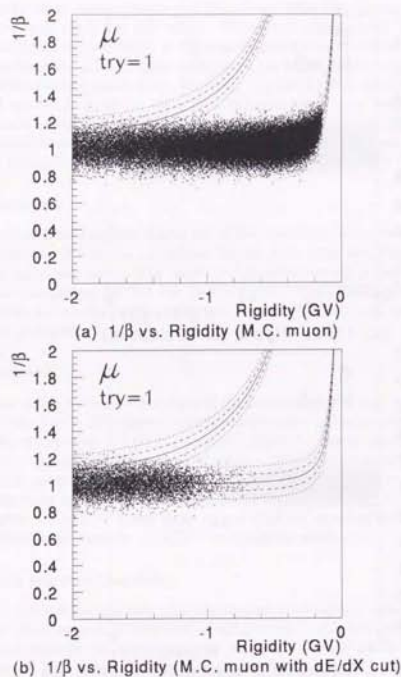 1/β
2
1.8
1.6
1.4
1.2
1
0.8
0.6
0.4
0.2
0
μ
try=1
-2
-1
0
Rigidity (GV)
(a) 1/β vs. Rigidity (M.C. muon)
1/β
2
1.8
1.6
1.4
1.2
1
0.8
0.6
0.4
0.2
0
μ
try=1
-2
-1
0
Rigidity (GV)
(b) 1/β vs. Rigidity (M.C. muon with dE/dX cut)